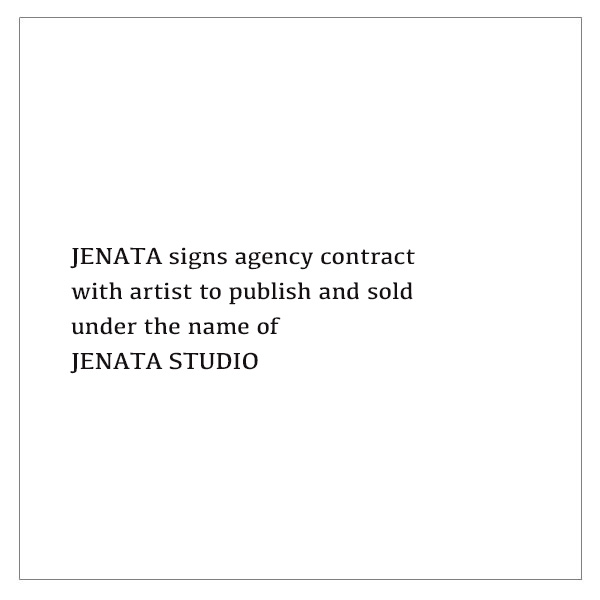 JENATA signs agency contract
with artist to publish and sold
under the name of
JENATA STUDIO